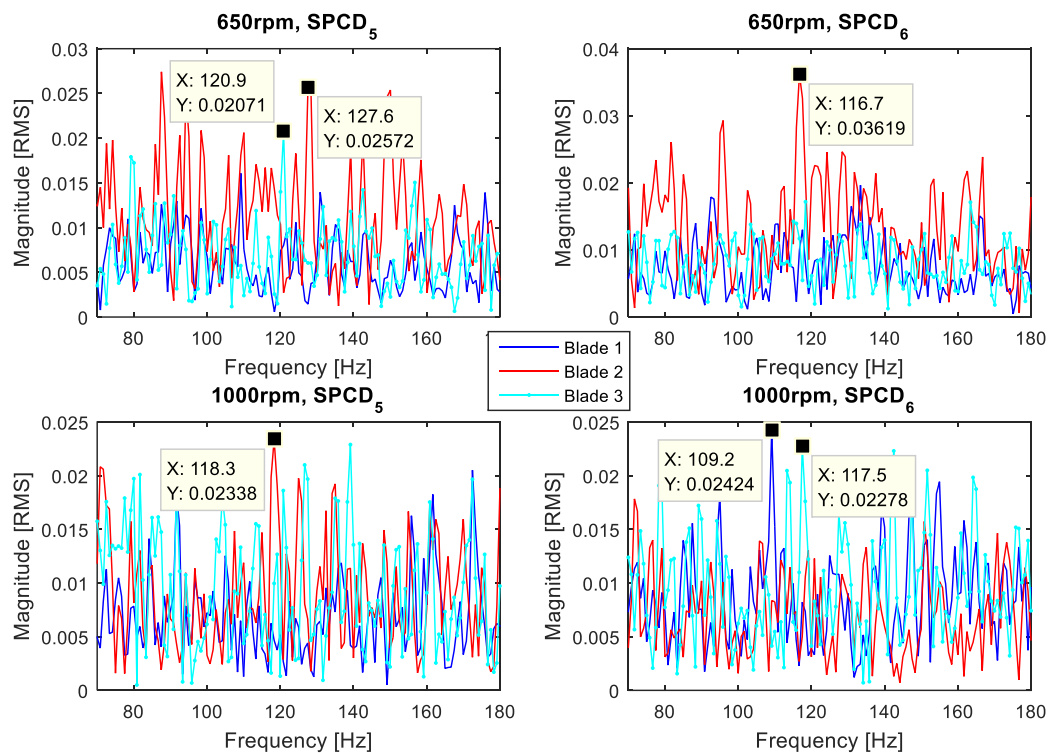 650rpm, SPCD5
0.03
0.025
0.02
0.015
0.01
0.005
0
Magnitude [RMS]
X: 120.9
Y: 0.02071
X: 127.6
Y: 0.02572
80 100 120 140 160 180
Frequency [Hz]
650rpm, SPCD6
0.04
0.03
0.02
0.01
0
Magnitude [RMS]
X: 116.7
Y: 0.03619
80 100 120 140 160 180
Frequency [Hz]
Blade 1
Blade 2
Blade 3
1000rpm, SPCD5
0.025
0.02
0.015
0.01
0.005
0
Magnitude [RMS]
X: 118.3
Y: 0.02338
80 100 120 140 160 180
Frequency [Hz]
1000rpm, SPCD6
0.025
0.02
0.015
0.01
0.005
0
Magnitude [RMS]
X: 109.2
Y: 0.02424
X: 117.5
Y: 0.02278
80 100 120 140 160 180
Frequency [Hz]